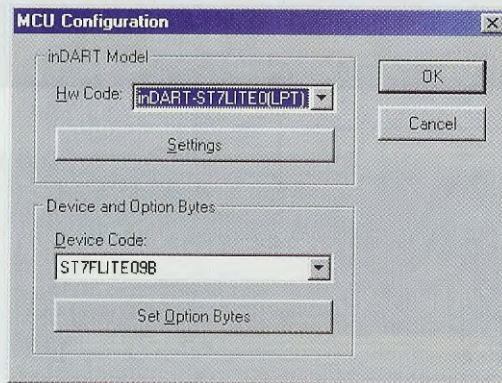 MCU Configuration
inDART Model
Hw Code: inDART-ST7LITE0(LPT)
Settings
OK
Cancel
Device and Option Bytes
Device Code:
ST7FLITE09B
Set Option Bytes